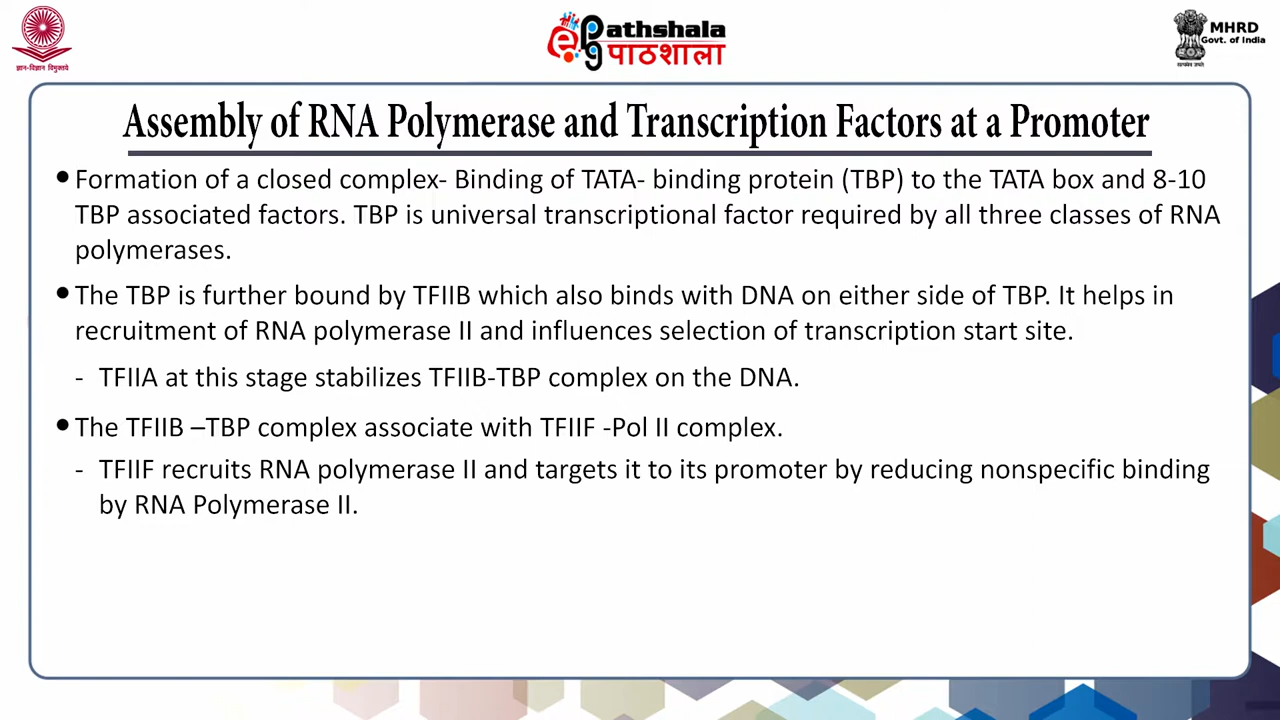 ज्ञान-विज्ञान विमुक्तये
Pathshala
पाठशाला
MHRD
Govt. of India
सत्यमेव जयते
Assembly of RNA Polymerase and Transcription Factors at a Promoter
• Formation of a closed complex- Binding of TATA- binding protein (TBP) to the TATA box and 8-10
TBP associated factors. TBP is universal transcriptional factor required by all three classes of RNA
polymerases.
• The TBP is further bound by TFIIB which also binds with DNA on either side of TBP. It helps in
recruitment of RNA polymerase II and influences selection of transcription start site.
- TFIIA at this stage stabilizes TFIIB-TBP complex on the DNA.
• The TFIIB –TBP complex associate with TFIIF -Pol II complex.
- TFIIF recruits RNA polymerase II and targets it to its promoter by reducing nonspecific binding
by RNA Polymerase II.